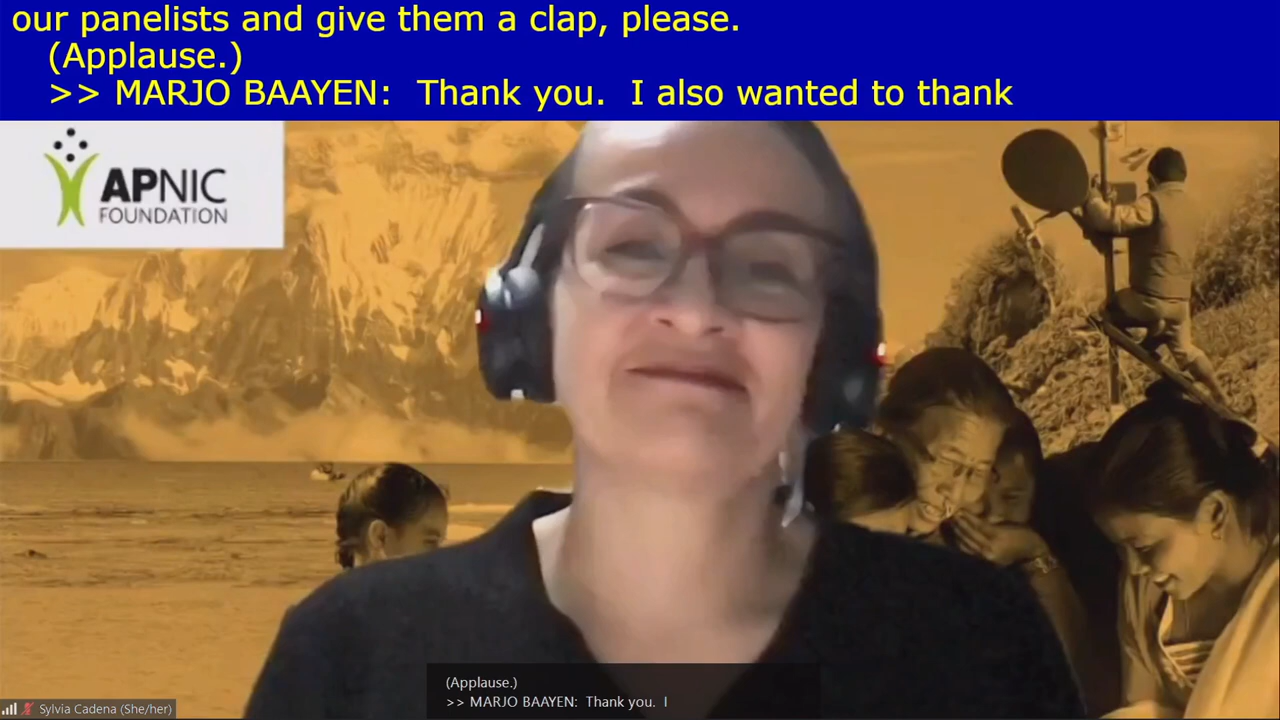 our panelists and give them a clap, please.
(Applause.)
>> MARJO BAAYEN:  Thank you.  I also wanted to thank
APNIC
FOUNDATION
(Applause.)
>> MARJO BAAYEN:  Thank you.  I
Sylvia Cadena (She/her)